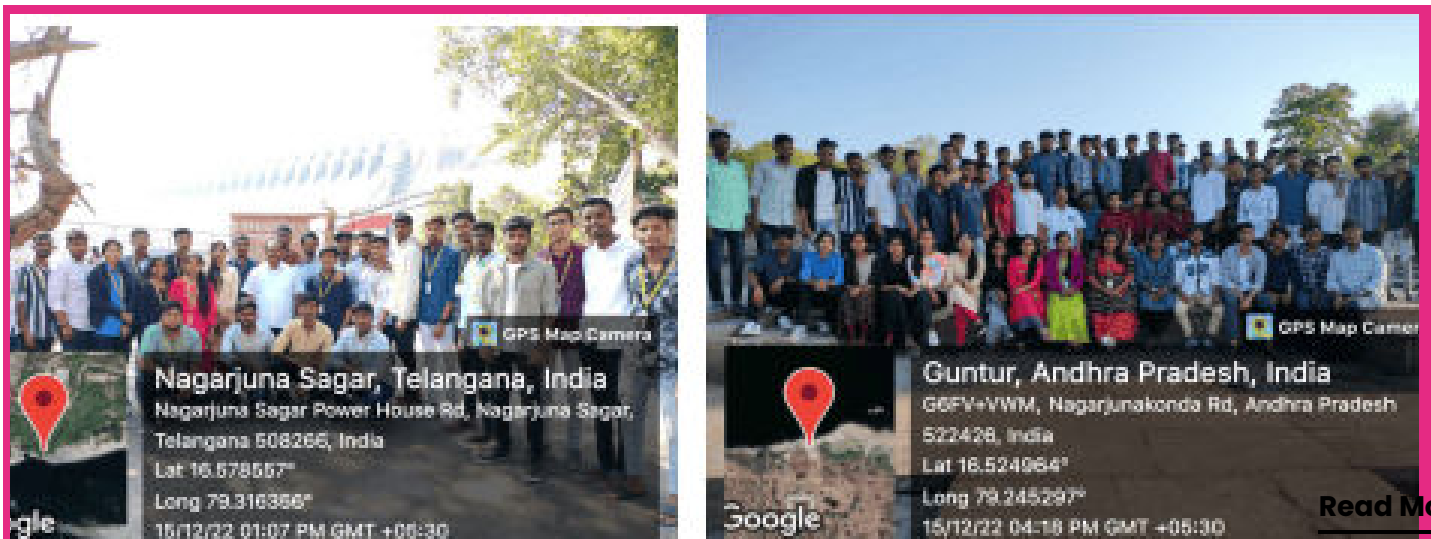 GPS Map Camera
Nagarjuna Sagar, Telangana, India
Nagarjuna Sagar Power House Rd, Nagarjuna Sagar,
Telangana 508266, India
Lat 16.578557°
Long 79.316356°
15/12/22 01:07 PM GMT +05:30
ogle
GPS Map Camer
Guntur, Andhra Pradesh, India
G6FV+VWM, Nagarjunakonda Rd, Andhra Pradesh
522426, India
Lat 16.524964°
Long 79.245297°
15/12/22 04:18 PM GMT +05:30
Google
Read Mo